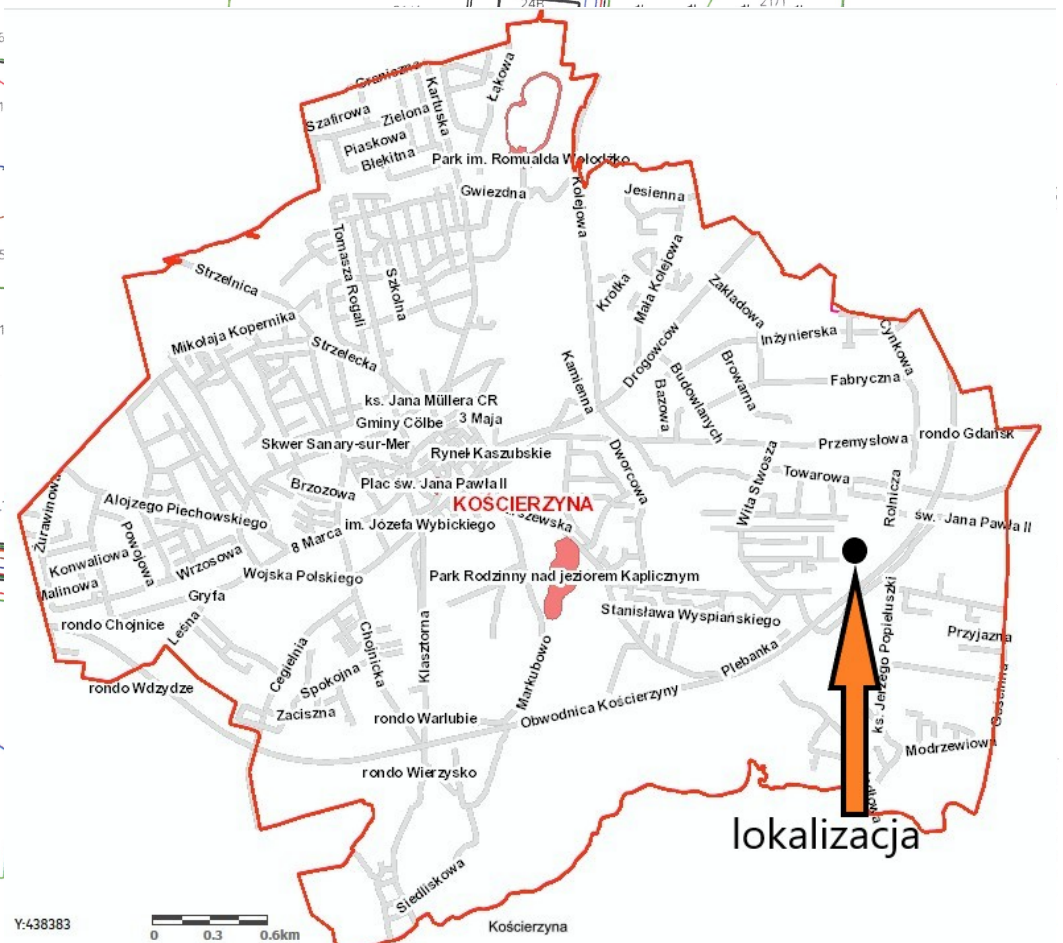 Graniczna
Łąkowa
Kartuska
Szafirowa
Zielona
Piaskowa
Błękitna
Park im. Romualda Wołodźko
Gwiezdna
Kolejowa
Jesienna
Tomasza Rogali
Szkolna
Strzelnica
Krótka
Mała Kolejowa
Zakładowa
Mikołaja Kopernika
Strzelecka
Inżynierska
Cynkowa
Drogowców
Kamienna
Bazowa
Budowlanych
Browarna
Fabryczna
ks. Jana Müllera CR
3 Maja
Gminy Cölbe
Skwer Sanary-sur-Mer
Rynek Kaszubskie
Dworcowa
Przemysłowa
rondo Gdańsk
Wita Stwosza
Towarowa
Rolnicza
Brzozowa
Plac św. Jana Pawła II
KOŚCIERZYNA
Żurawinowa
Alojzego Piechowskiego
im. Józefa Wybickiego
św. Jana Pawła II
8 Marca
Powojowa
Konwaliowa
Wrzosowa
Malinowa
Wojska Polskiego
Park Rodzinny nad jeziorem Kaplicznym
Gryfa
Stanisława Wyspiańskiego
rondo Chojnice
Leśna
Chojnicka
Klasztorna
Cegielnia
Spokojna
Markubowo
Plebanka
ks. Jerzego Popiełuszki
Przyjazna
Gościnna
rondo Wdzydze
Zaciszna
rondo Warlubie
Obwodnica Kościerzyny
Modrzewiowa
rondo Wierzysko
lokalizacja
Siedliskowa
Y:438383
0 0.3 0.6km
Kościerzyna